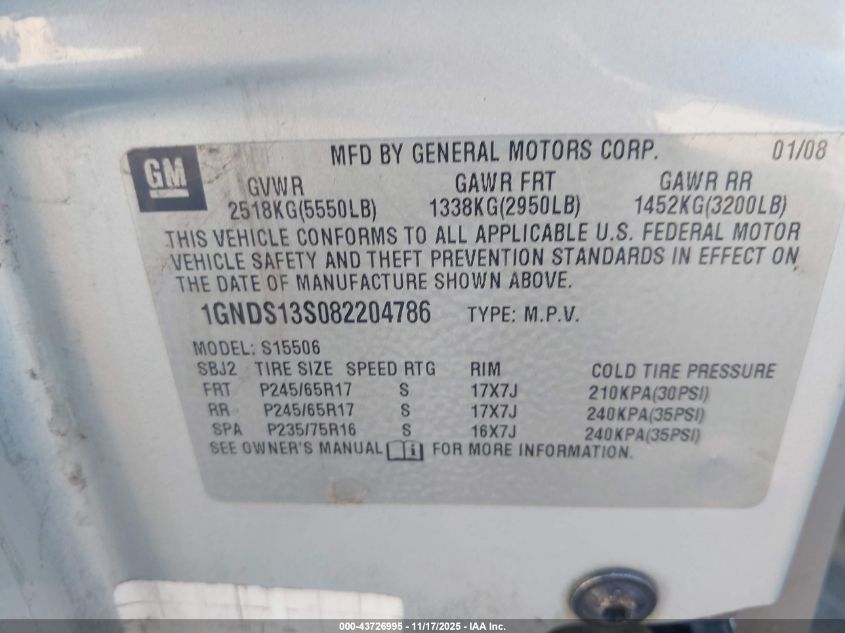 GM
MFD BY GENERAL MOTORS CORP. 01/08
GVWR GAWR FRT GAWR RR
2518KG(5550LB) 1338KG(2950LB) 1452KG(3200LB)
THIS VEHICLE CONFORMS TO ALL APPLICABLE U.S. FEDERAL MOTOR
VEHICLE SAFETY AND THEFT PREVENTION STANDARDS IN EFFECT ON
THE DATE OF MANUFACTURE SHOWN ABOVE.
1GNDS13S082204786 TYPE: M.P.V.
MODEL: S15506
SBJ2 TIRE SIZE SPEED RTG RIM COLD TIRE PRESSURE
FRT P245/65R17 S 17X7J 210KPA(30PSI)
RR P245/65R17 S 17X7J 240KPA(35PSI)
SPA P235/75R16 S 16X7J 240KPA(35PSI)
SEE OWNER'S MANUAL i FOR MORE INFORMATION.
000-43726995 - 11/17/2025 - IAA Inc.